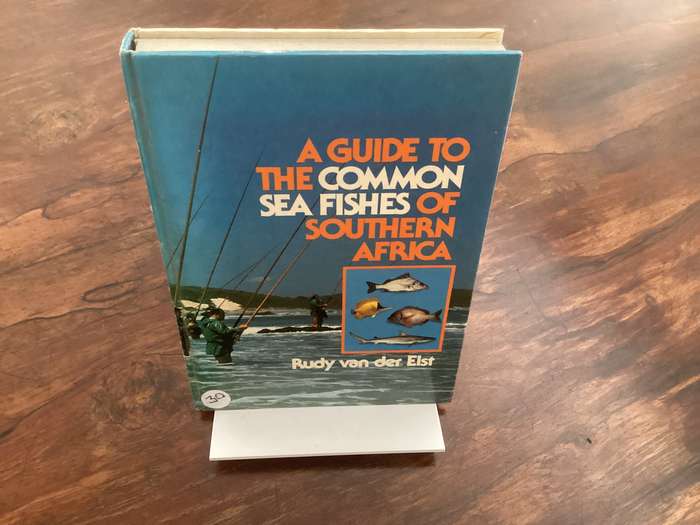 A GUIDE TO
THE COMMON
SEA FISHES OF
SOUTHERN
AFRICA
Rudy van der Elst
30